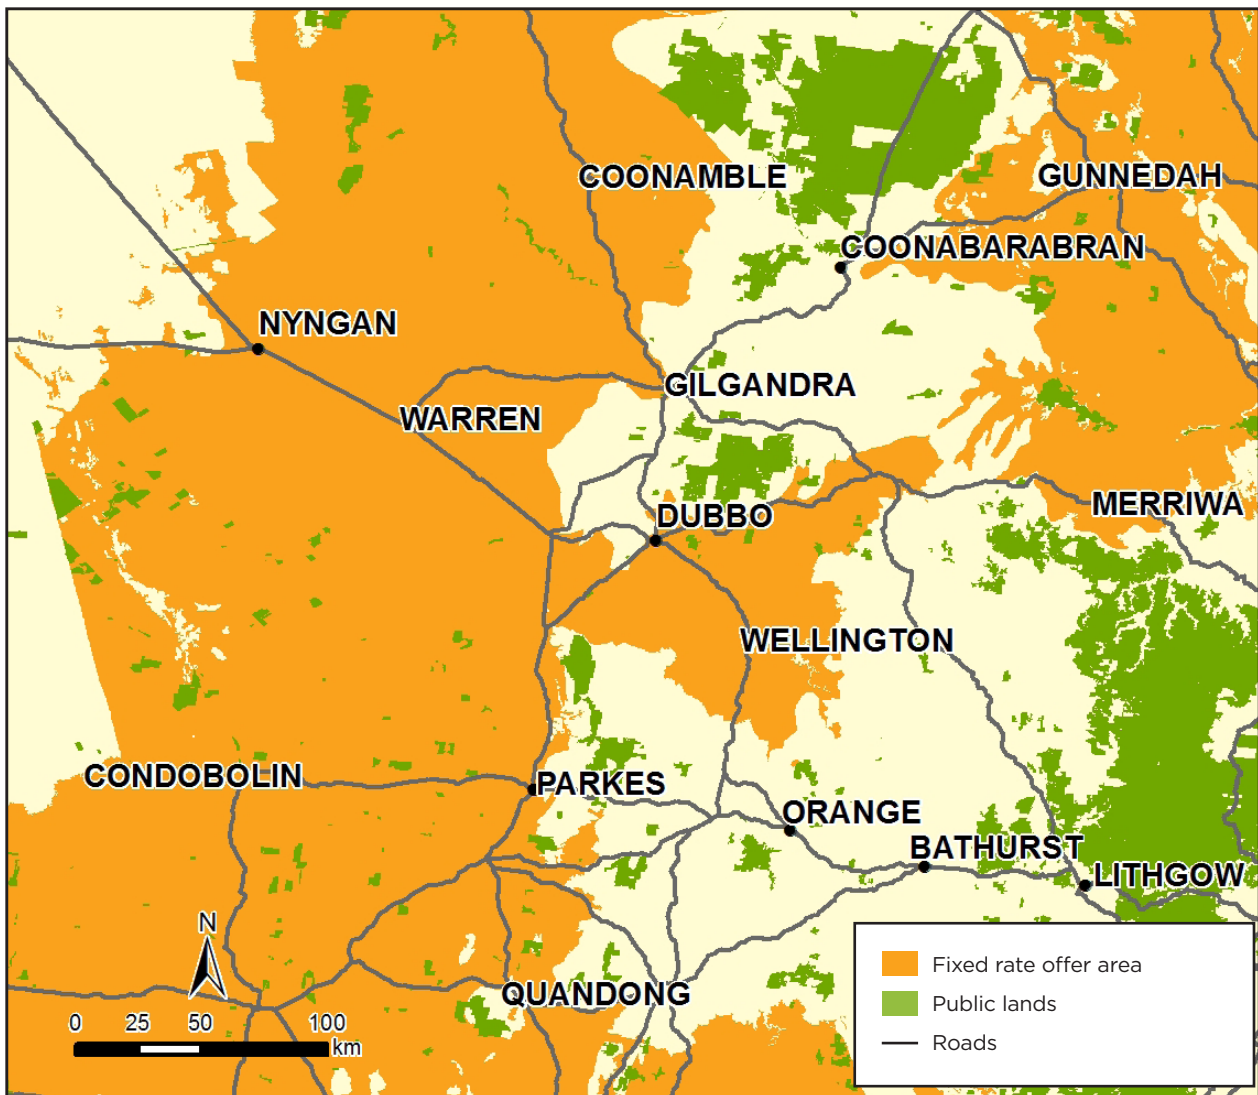 COONAMBLE
GUNNEDAH
COONABARABRAN
NYNGAN
GILGANDRA
WARREN
MERRIWA
DUBBO
WELLINGTON
CONDOBOLIN
PARKES
ORANGE
BATHURST
LITHGOW
N
QUANDONG
0 25 50 100
km
Fixed rate offer area
Public lands
Roads